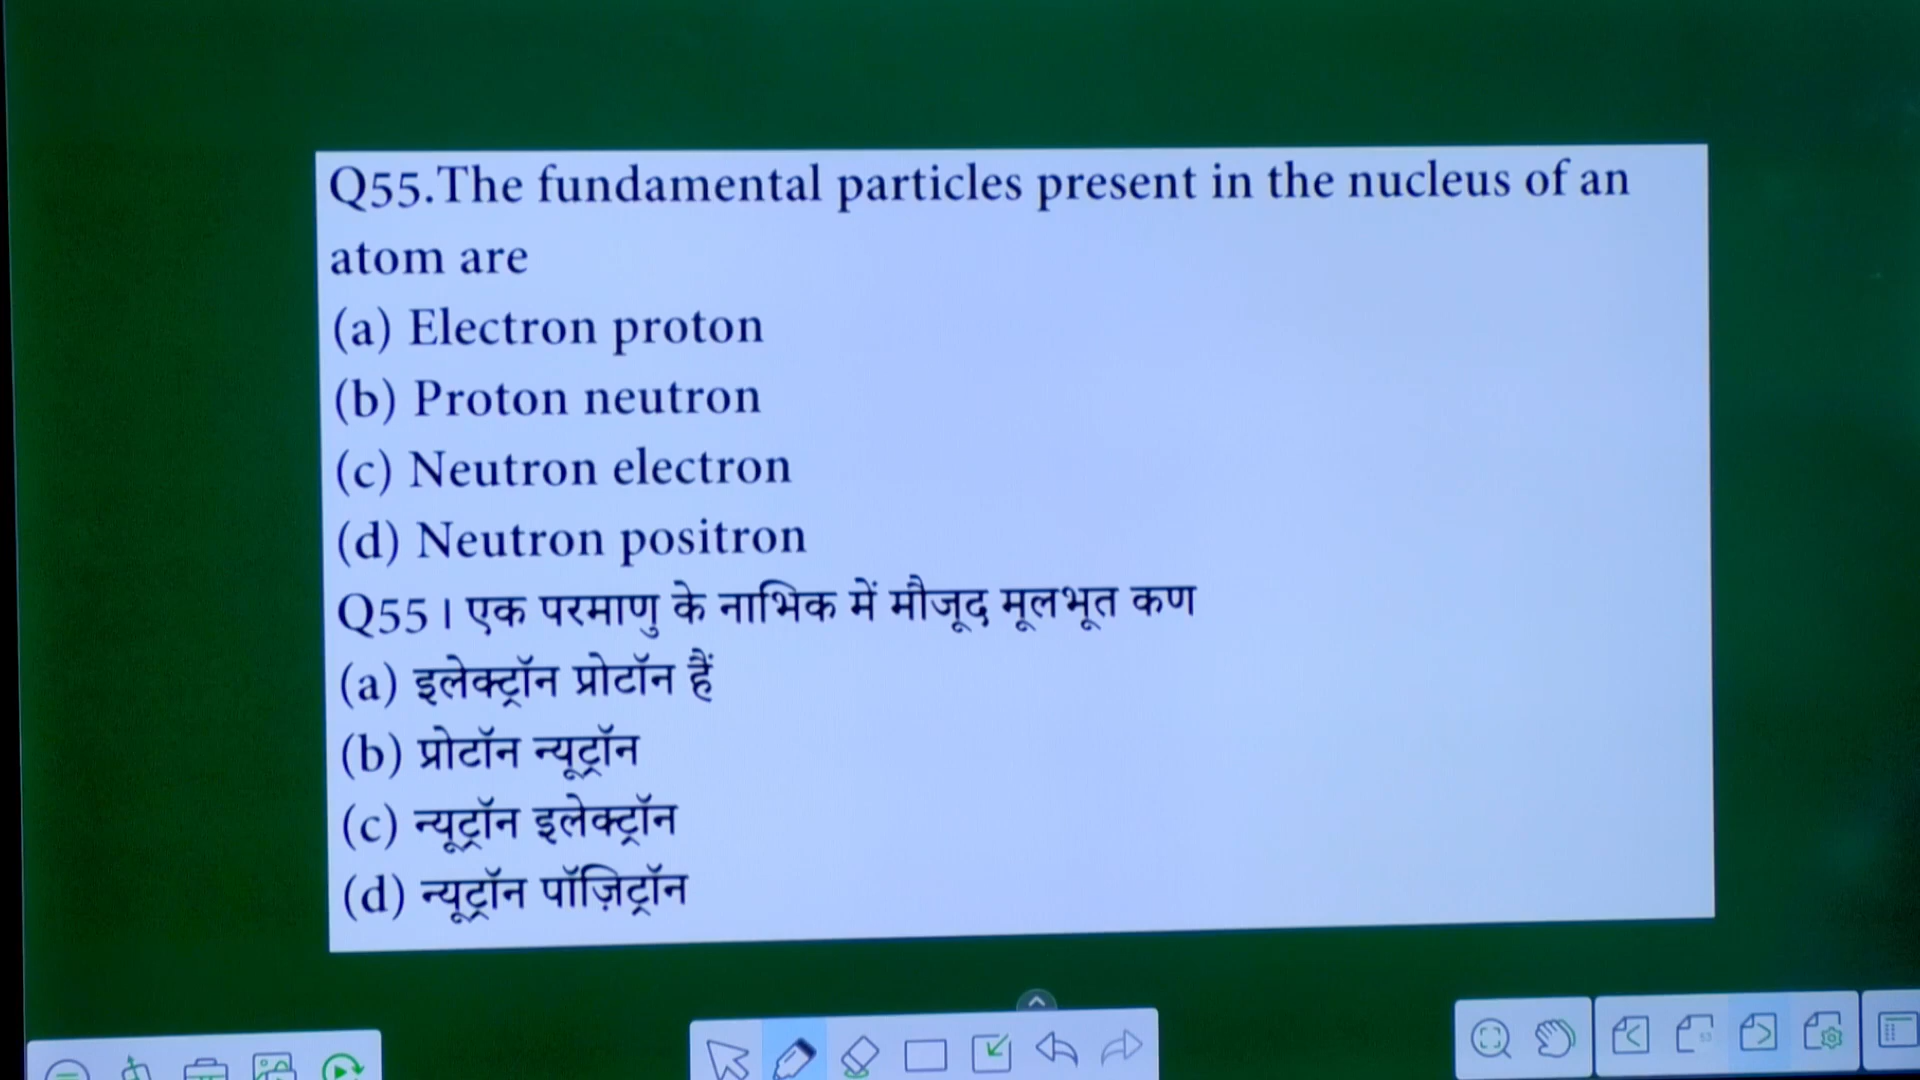 Q55.The fundamental particles present in the nucleus of an
atom are
(a) Electron proton
(b) Proton neutron
(c) Neutron electron
(d) Neutron positron
Q55। एक परमाणु के नाभिक में मौजूद मूलभूत कण
(a) इलेक्ट्रॉन प्रोटॉन हैं
(b) प्रोटॉन न्यूट्रॉन
(c) न्यूट्रॉन इलेक्ट्रॉन
(d) न्यूट्रॉन पॉज़िट्रॉन